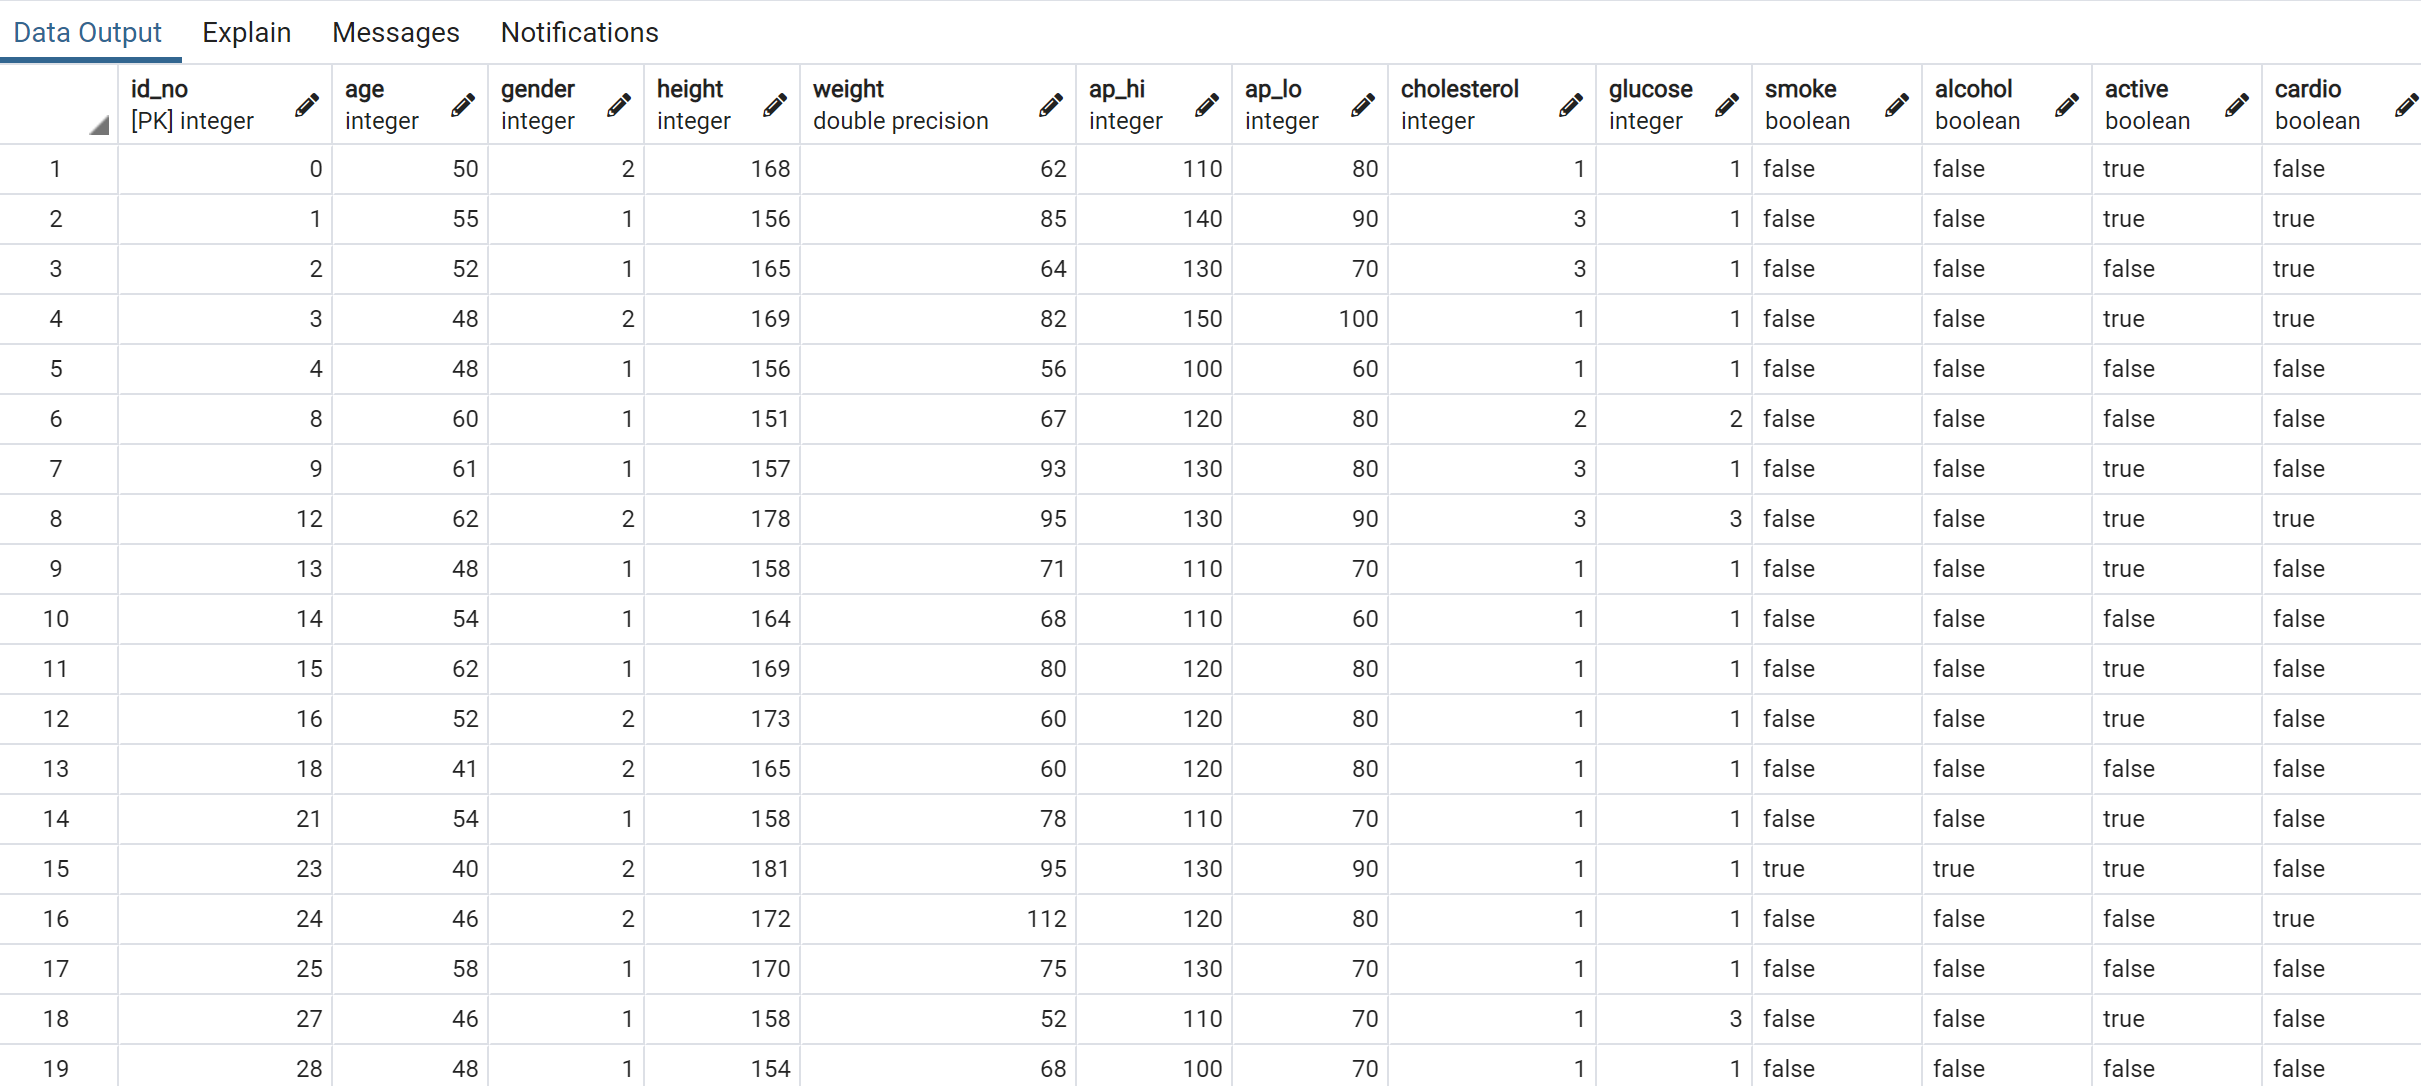 Data Output Explain Messages Notifications
id_no age gender height weight ap_hi ap_lo cholesterol glucose smoke alcohol active cardio
[PK] integer integer integer integer double precision integer integer integer integer boolean boolean boolean boolean
1 0 50 2 168 62 110 80 1 1 false false true false
2 1 55 1 156 85 140 90 3 1 false false true true
3 2 52 1 165 64 130 70 3 1 false false false true
4 3 48 2 169 82 150 100 1 1 false false true true
5 4 48 1 156 56 100 60 1 1 false false false false
6 8 60 1 151 67 120 80 2 2 false false false false
7 9 61 1 157 93 130 80 3 1 false false true false
8 12 62 2 178 95 130 90 3 3 false false true true
9 13 48 1 158 71 110 70 1 1 false false true false
10 14 54 1 164 68 110 60 1 1 false false false false
11 15 62 1 169 80 120 80 1 1 false false true false
12 16 52 2 173 60 120 80 1 1 false false true false
13 18 41 2 165 60 120 80 1 1 false false false false
14 21 54 1 158 78 110 70 1 1 false false true false
15 23 40 2 181 95 130 90 1 1 true true true false
16 24 46 2 172 112 120 80 1 1 false false false true
17 25 58 1 170 75 130 70 1 1 false false false false
18 27 46 1 158 52 110 70 1 3 false false true false
19 28 48 1 154 68 100 70 1 1 false false false false